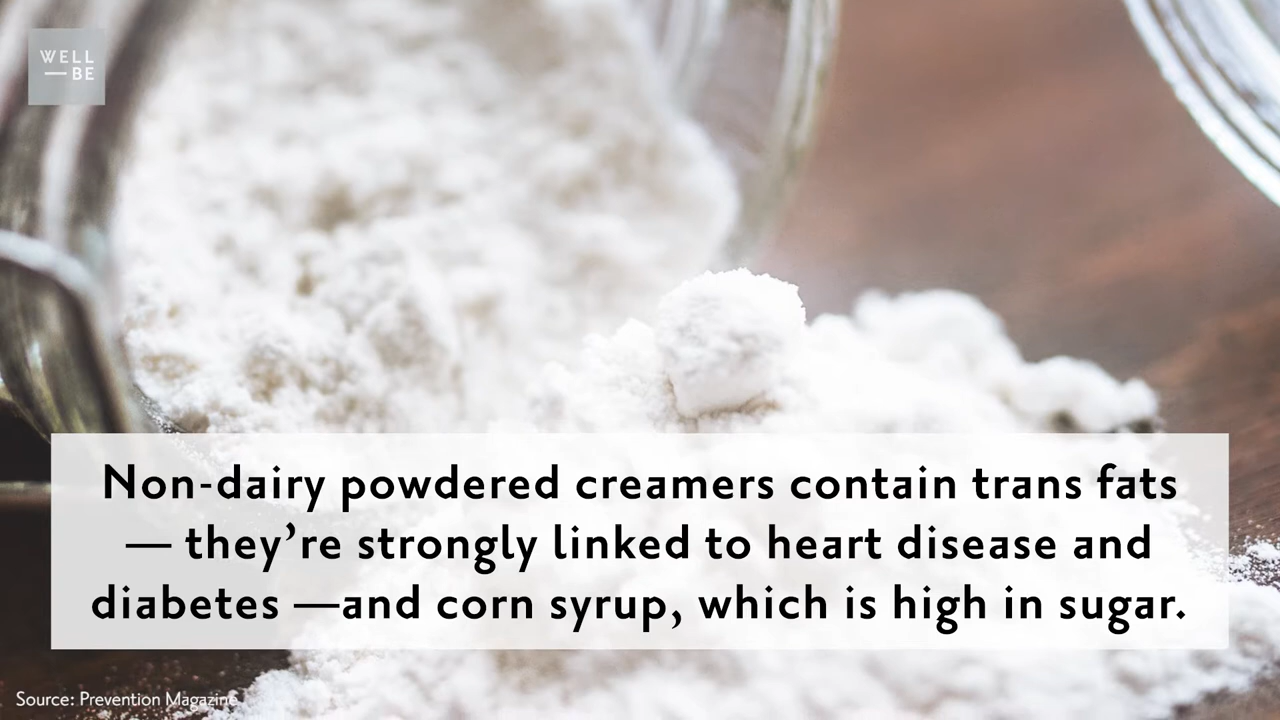 WELL
— BE
Non-dairy powdered creamers contain trans fats
— they’re strongly linked to heart disease and
diabetes —and corn syrup, which is high in sugar.
Source: Prevention Magazine